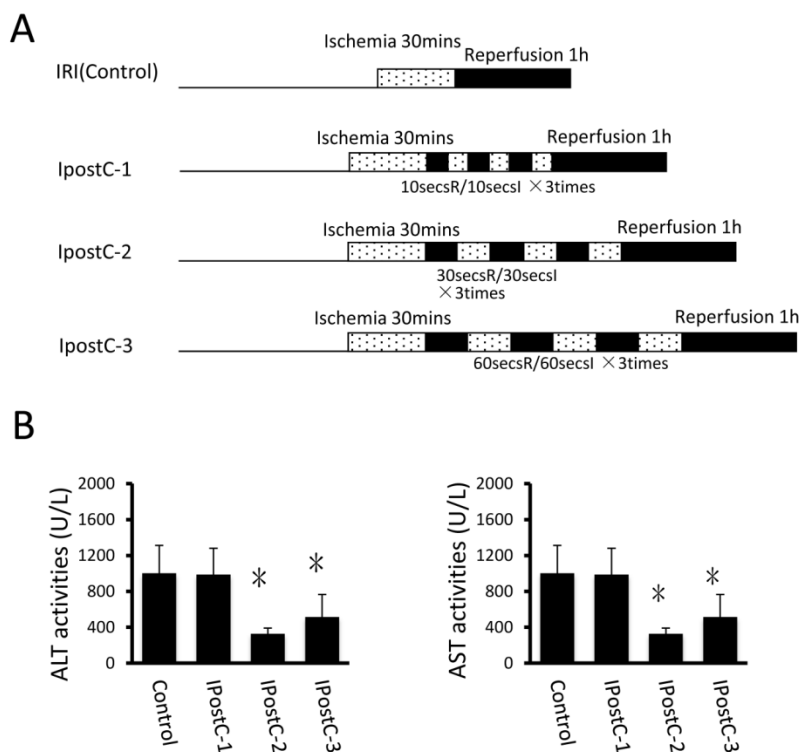 A
IRI(Control)
Ischemia 30mins
Reperfusion 1h
IpostC-1
Ischemia 30mins
Reperfusion 1h
10secsR/10secsI ×3times
IpostC-2
Ischemia 30mins
Reperfusion 1h
30secsR/30secsI
×3times
IpostC-3
Ischemia 30mins
Reperfusion 1h
60secsR/60secsI ×3times
B
ALT activities (U/L)
2000
1600
1200
800
400
0
*
*
Control
IPostC-1
IPostC-2
IPostC-3
AST activities (U/L)
2000
1600
1200
800
400
0
*
*
Control
IPostC-1
IPostC-2
IPostC-3